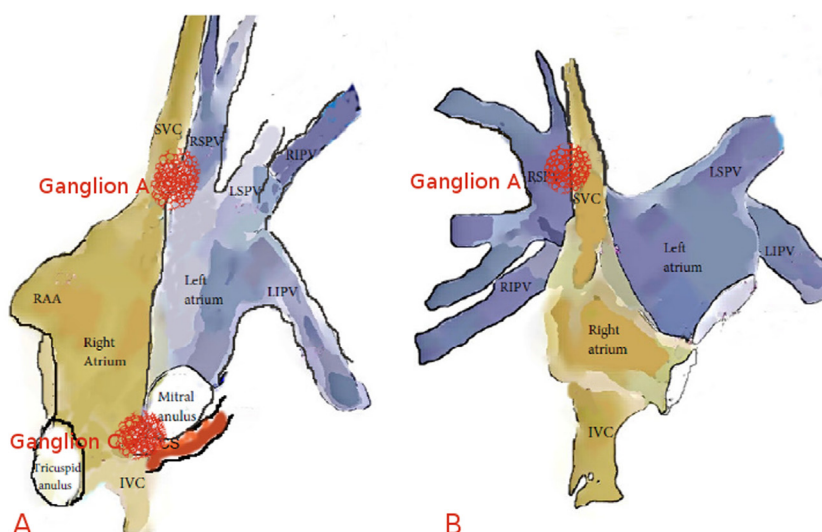 SVC
RSPV
RIPV
Ganglion A
LSPV
RAA
Left
atrium
LIPV
Right
Atrium
Mitral
anulus
Ganglion C
cs
Tricuspid
anulus
IVC
A
Ganglion A
SVC
LSPV
Left
atrium
LIPV
RIPV
Right
atrium
IVC
B